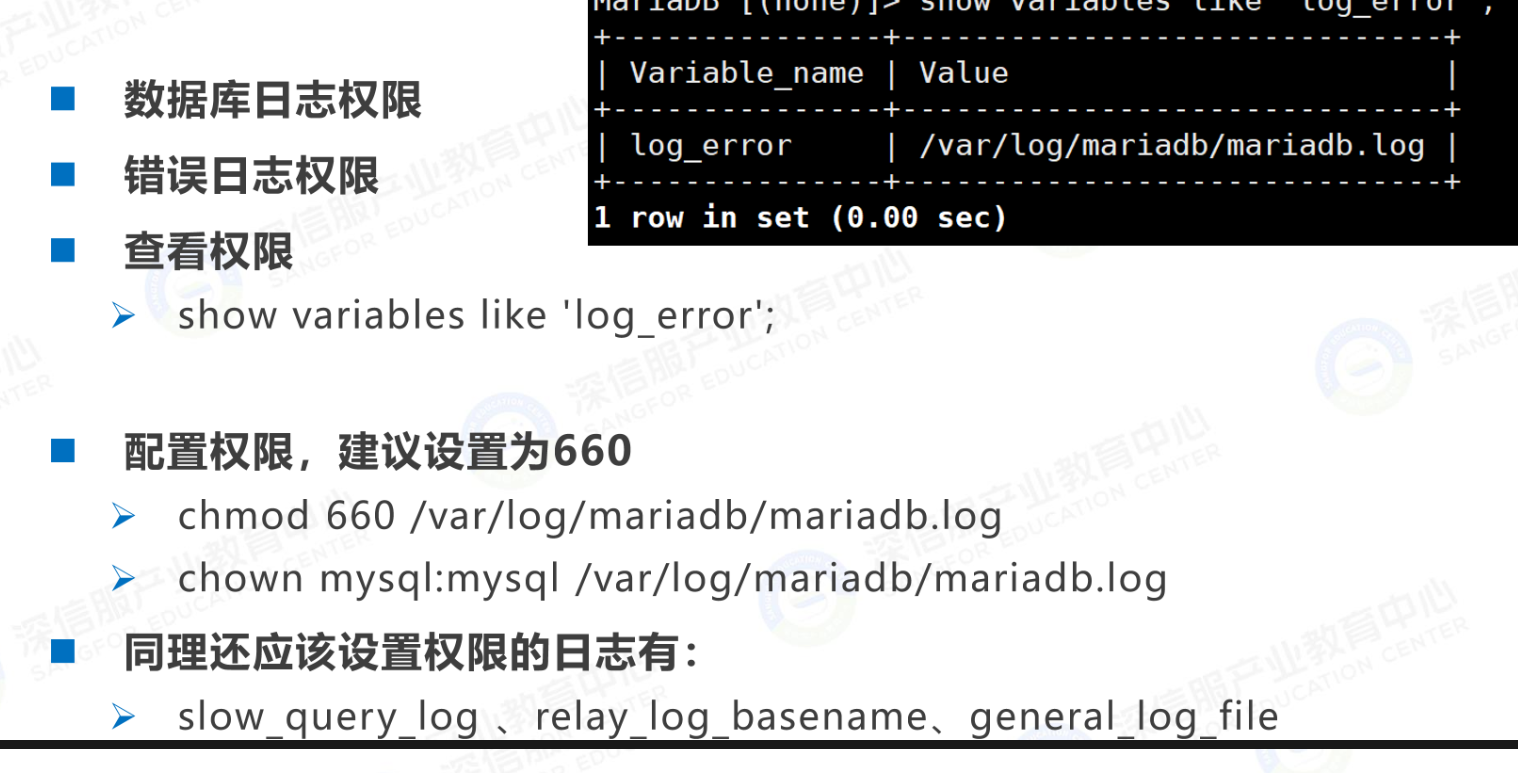 MariaDB [(none)]> show variables like 'log_error';
+---------------+------------------------------+
| Variable_name | Value                        |
+---------------+------------------------------+
| log_error     | /var/log/mariadb/mariadb.log |
+---------------+------------------------------+
1 row in set (0.00 sec)
数据库日志权限
错误日志权限
查看权限
show variables like 'log_error';
配置权限，建议设置为660
chmod 660 /var/log/mariadb/mariadb.log
chown mysql:mysql /var/log/mariadb/mariadb.log
同理还应该设置权限的日志有：
slow_query_log 、relay_log_basename、general_log_file
深信服产业教育中心
SANGFOR EDUCATION CENTER